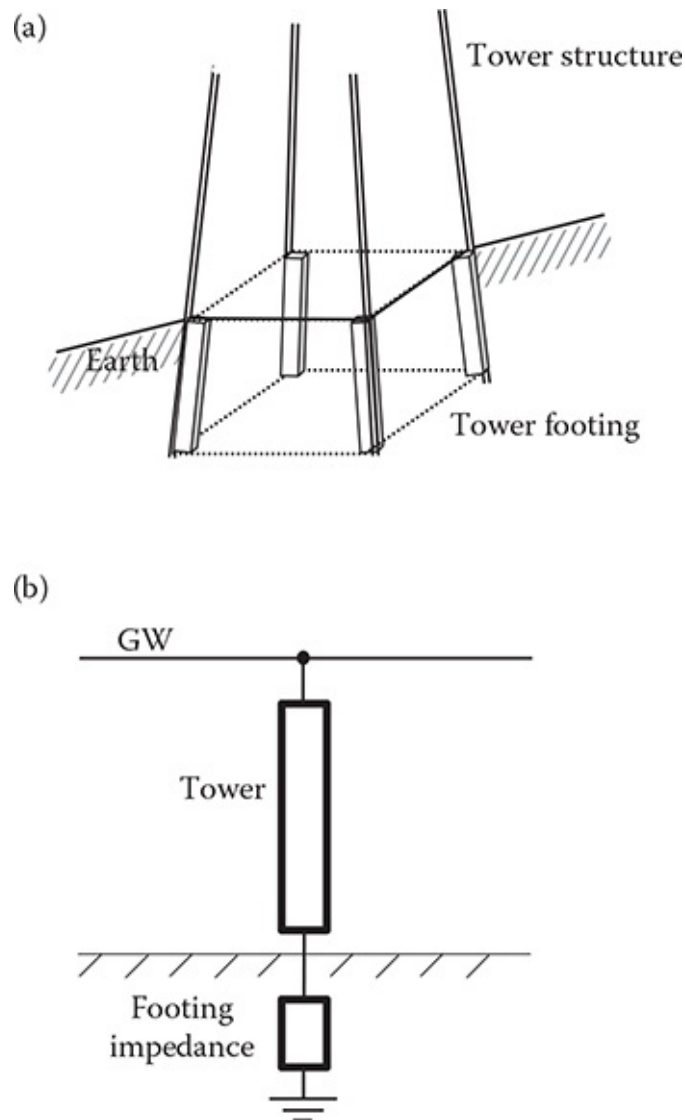 (a)
Tower structure
Earth
Tower footing
(b)
GW
Tower
Footing
impedance